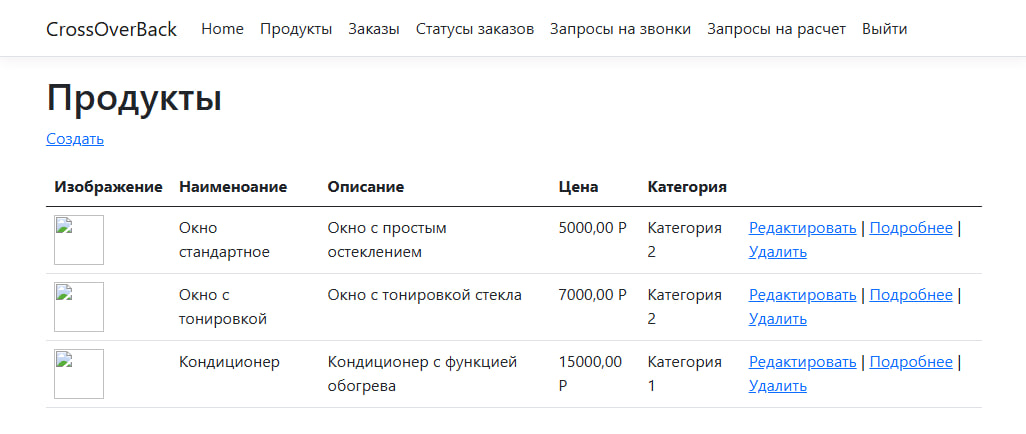 CrossOverBack Home Продукты Заказы Статусы заказов Запросы на звонки Запросы на расчет Выйти
Продукты
Создать
Изображение Наименоание Описание Цена Категория
Окно стандартное Окно с простым остеклением 5000,00 Р Категория 2 Редактировать | Подробнее | Удалить
Окно с тонировкой Окно с тонировкой стекла 7000,00 Р Категория 2 Редактировать | Подробнее | Удалить
Кондиционер Кондиционер с функцией обогрева 15000,00 Р Категория 1 Редактировать | Подробнее | Удалить